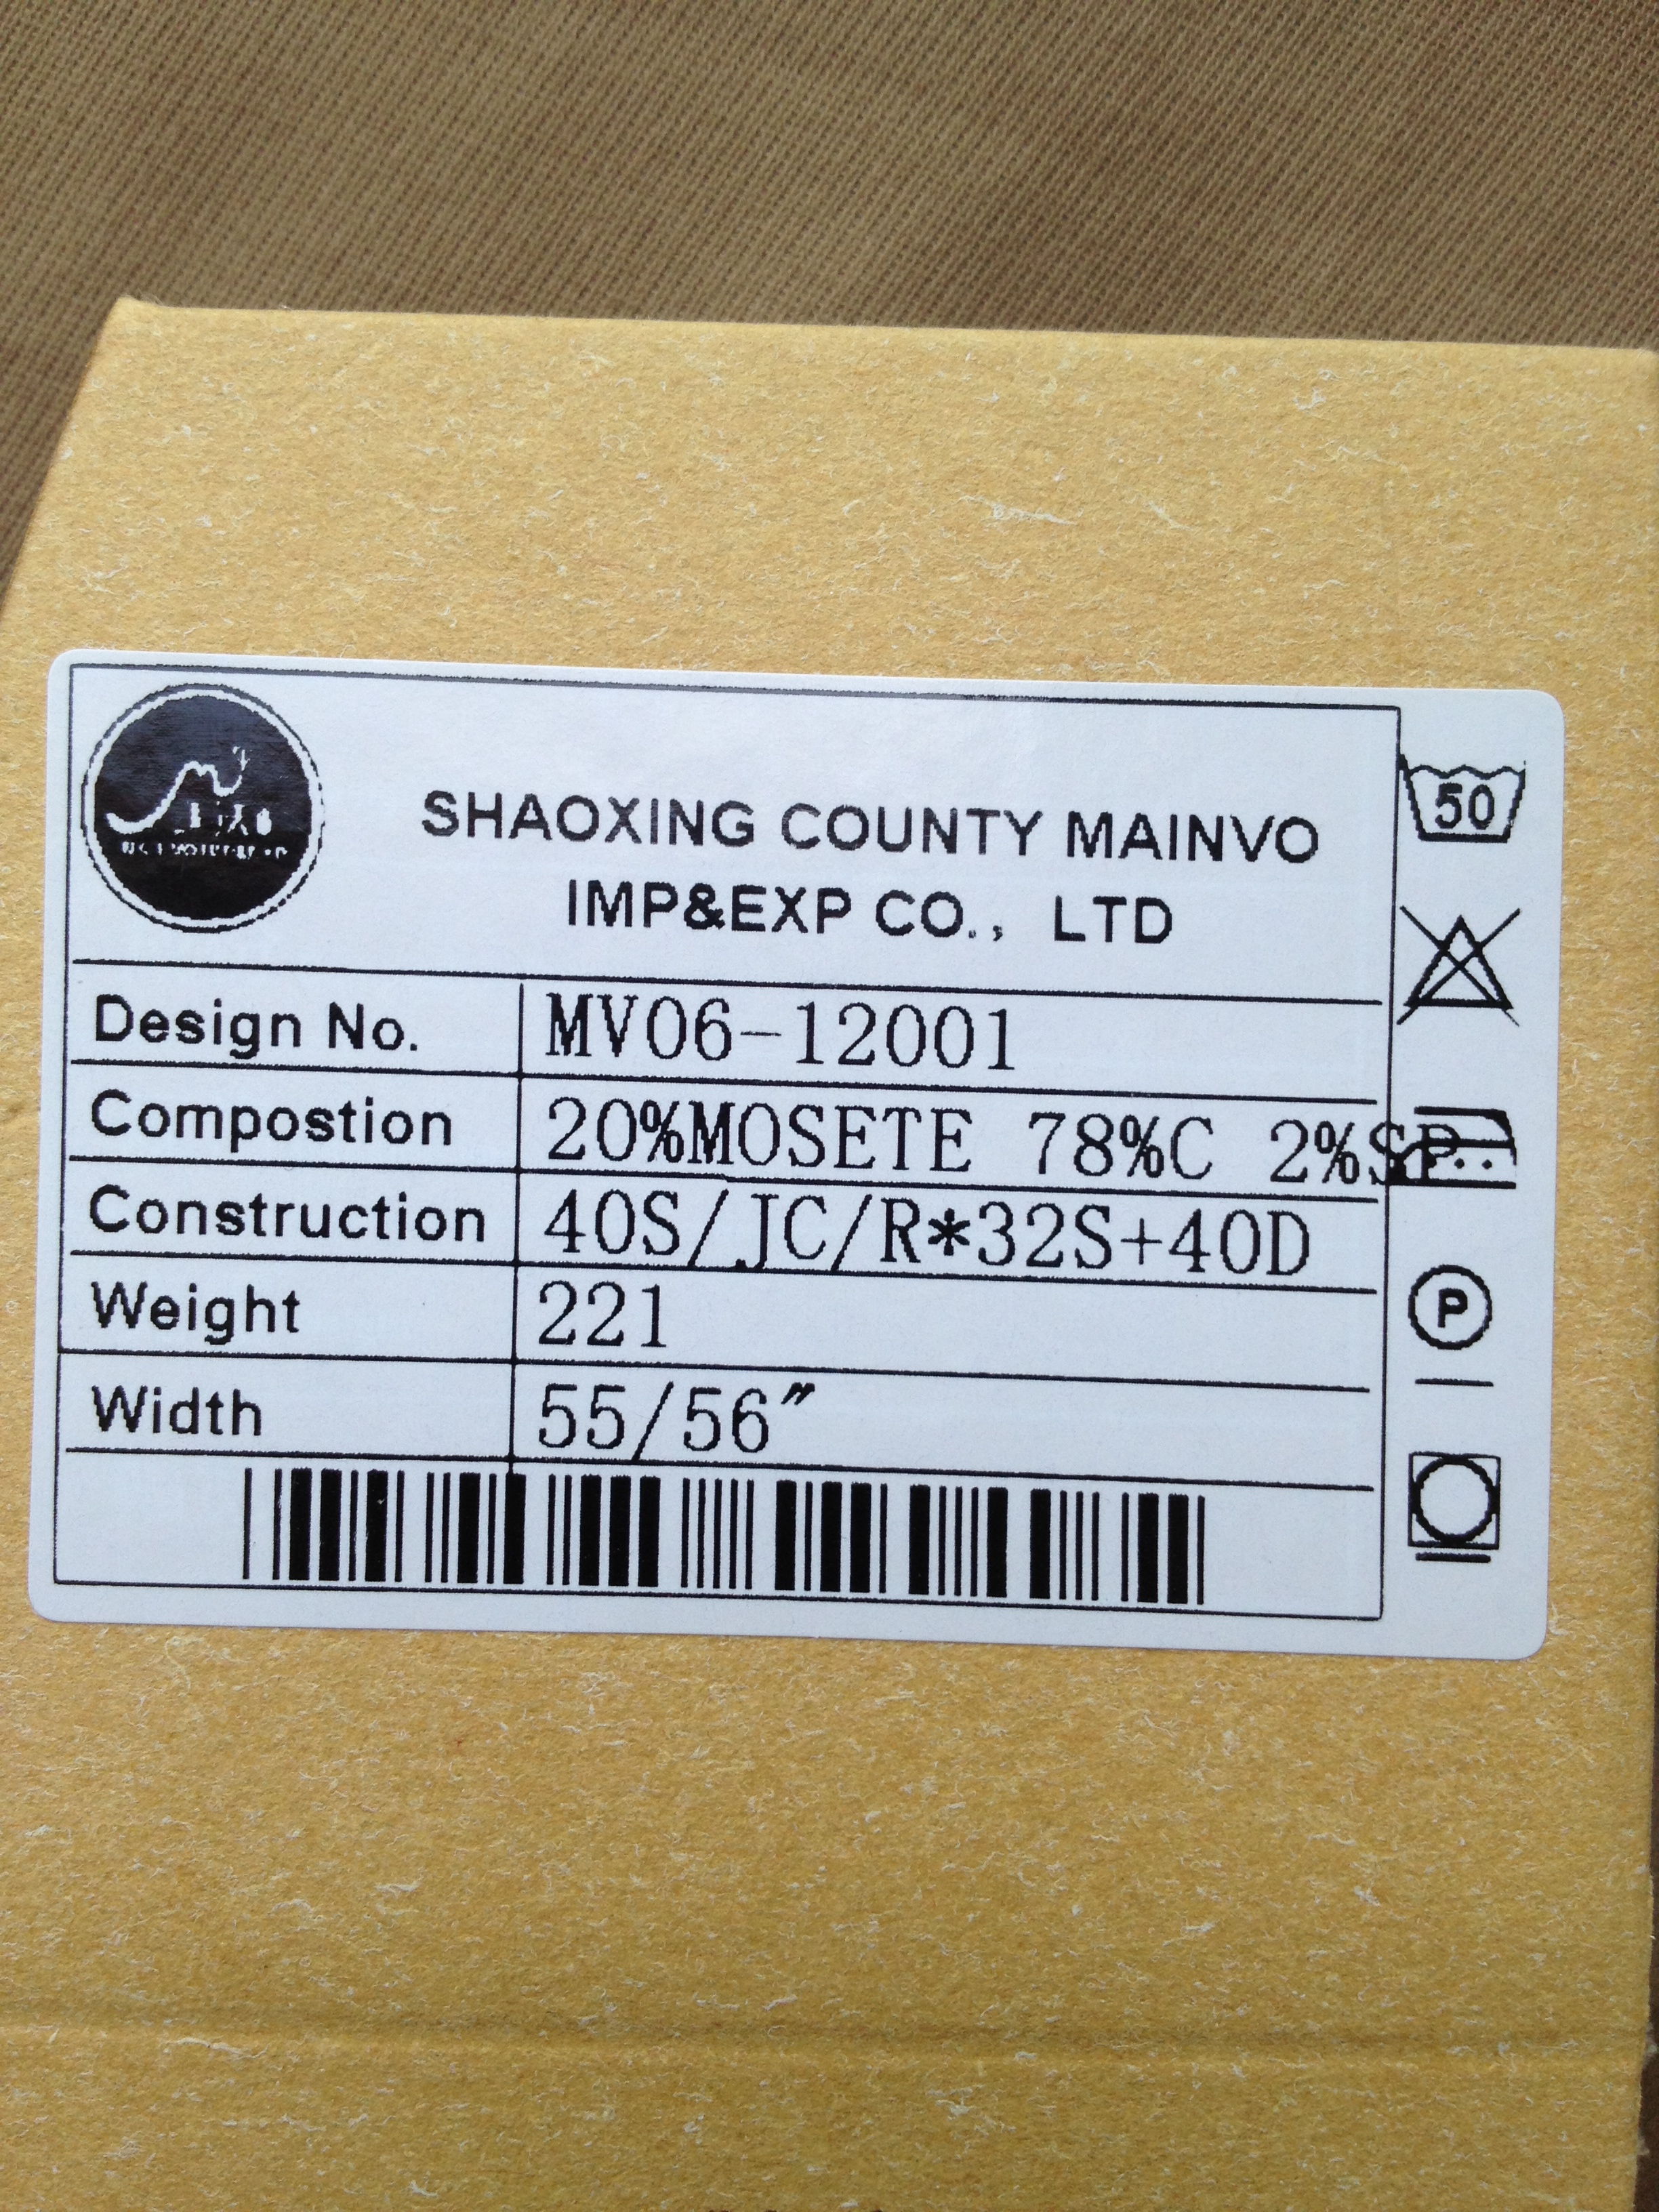 SHAOXING COUNTY MAINVO
IMP&EXP CO., LTD
Design No. MV06-12001
Compostion 20%MOSETE 78%C 2%SP
Construction 40S/JC/R*32S+40D
Weight 221
Width 55/56"
50
P